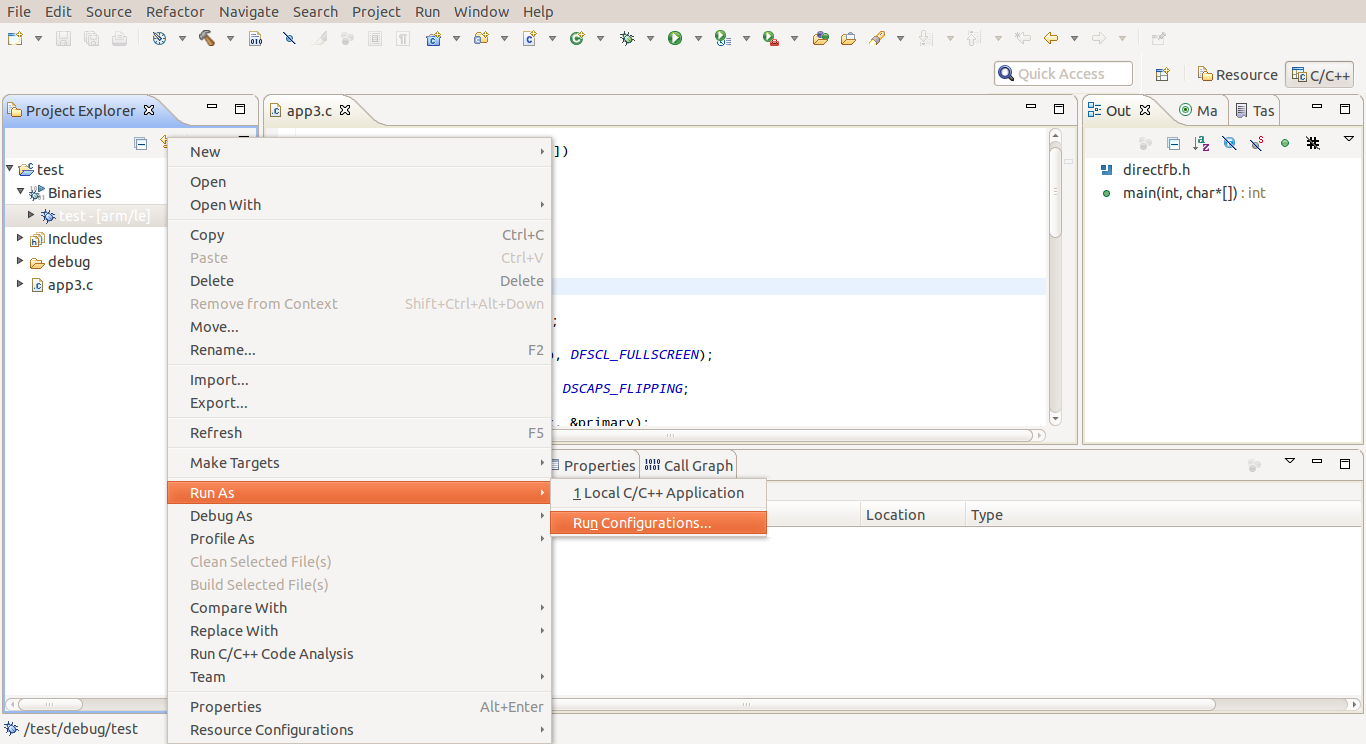 File Edit Source Refactor Navigate Search Project Run Window Help
Quick Access
Resource
C/C++
Project Explorer
app3.c
Out
Ma
Tas
test
Binaries
test - [arm/le]
Includes
debug
app3.c
New
Open
Open With
Copy Ctrl+C
Paste Ctrl+V
Delete Delete
Remove from Context Shift+Ctrl+Alt+Down
Move...
Rename... F2
Import...
Export...
Refresh F5
Make Targets
Run As
Debug As
Profile As
Clean Selected File(s)
Build Selected File(s)
Compare With
Replace With
Run C/C++ Code Analysis
Team
Properties Alt+Enter
Resource Configurations
1 Local C/C++ Application
Run Configurations...
])
;
, DFSCL_FULLSCREEN);
DSCAPS_FLIPPING;
, &primary);
directfb.h
main(int, char*[]) : int
Properties
Call Graph
Location Type
/test/debug/test